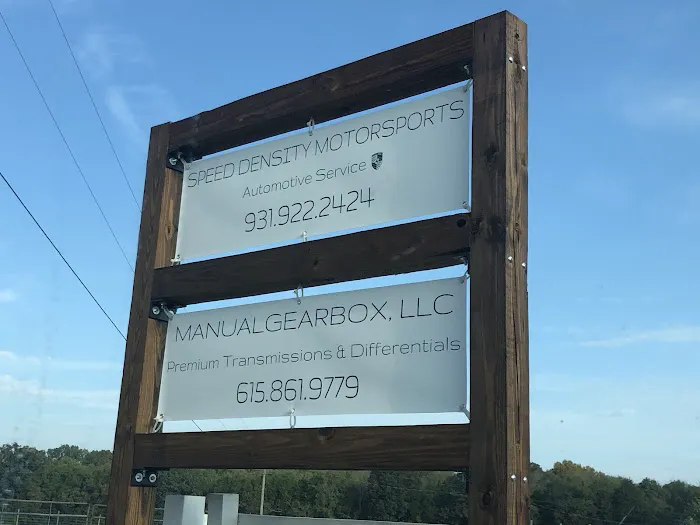 SPEED DENSITY MOTORSPORTS
Automotive Service
931.922.2424
MANUALGEARBOX, LLC
Premium Transmissions & Differentials
615.861.9779